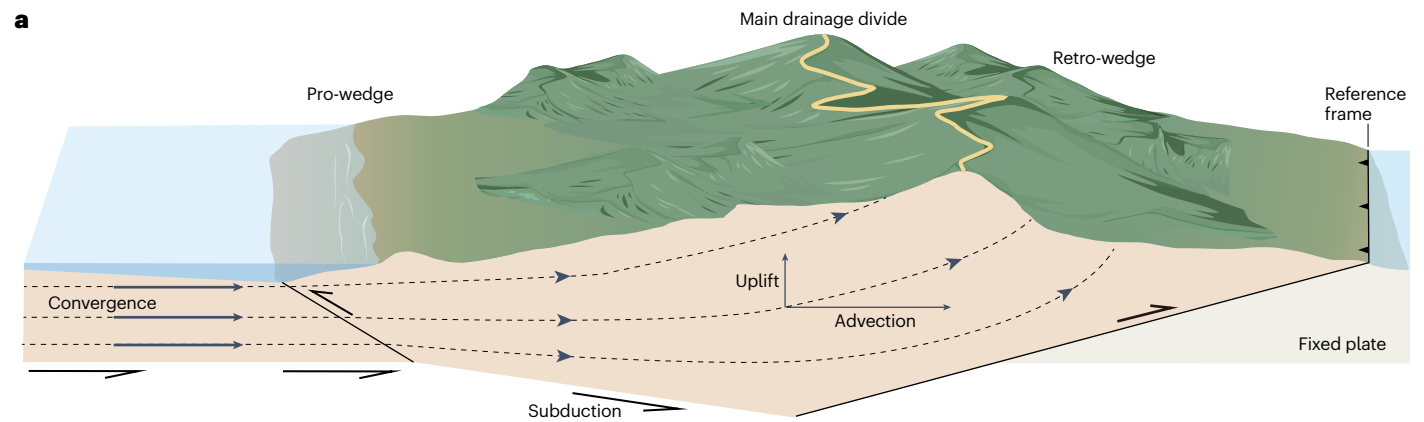 a
Main drainage divide
Retro-wedge
Pro-wedge
Reference
frame
Uplift
Convergence
Advection
Fixed plate
Subduction